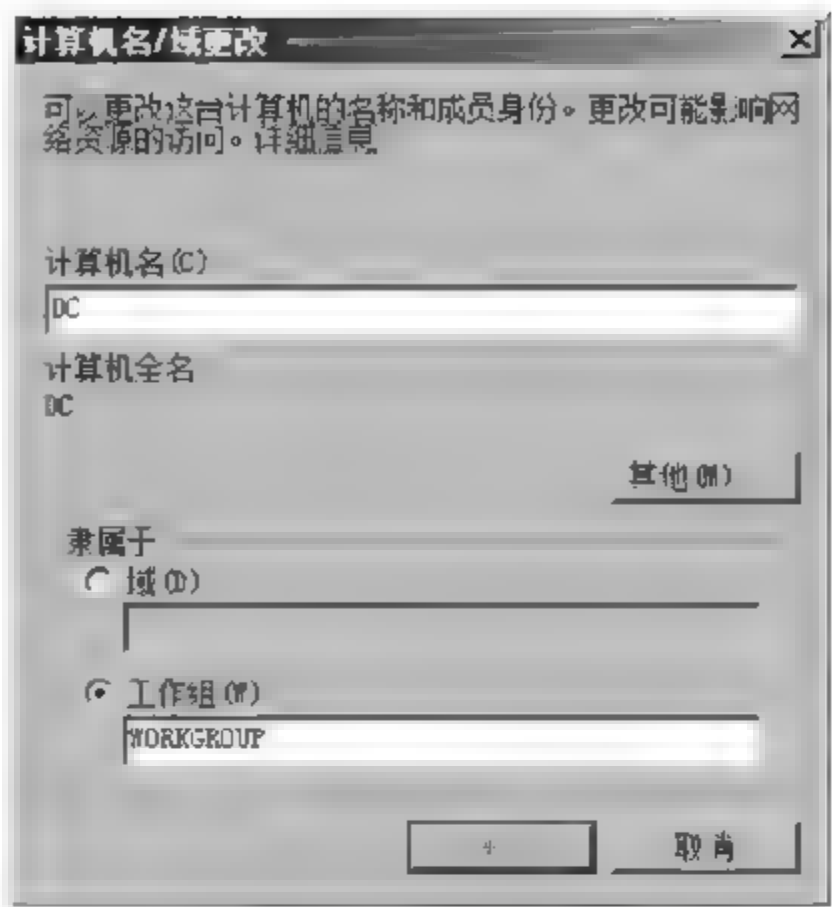 计算机名/域更改
可以更改这台计算机的名称和成员身份。更改可能影响网
络资源的访问。详细信息
计算机名(C)
DC
计算机全名
DC
其他(M)
隶属于
域(D)
工作组(W)
WORKGROUP
取消